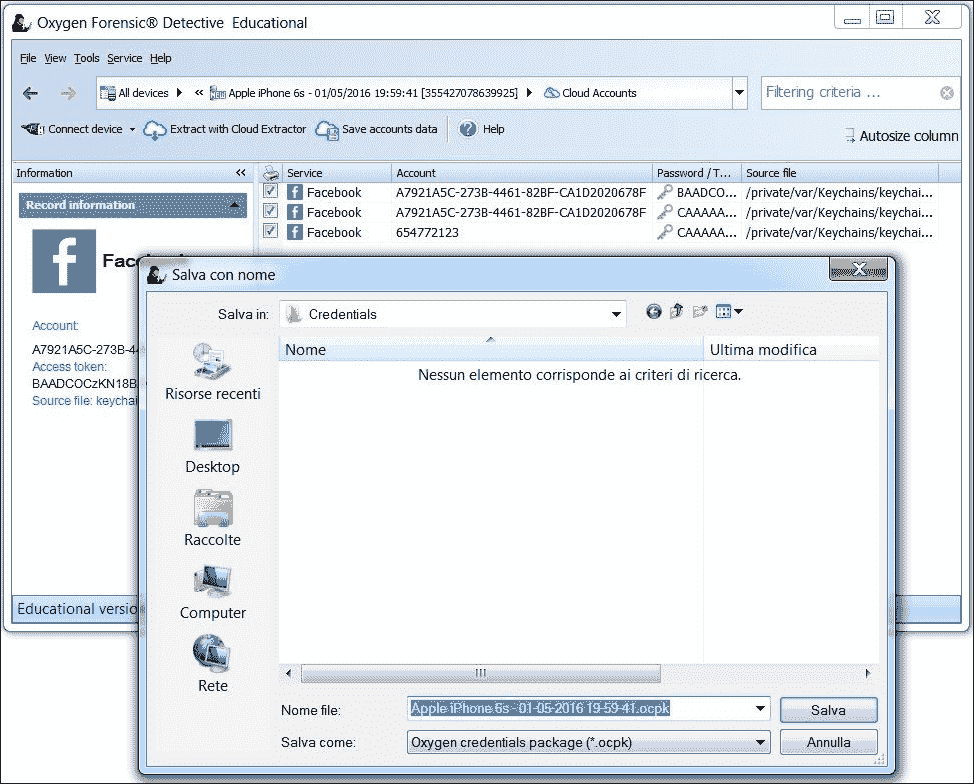 Oxygen Forensic® Detective Educational
File View Tools Service Help
All devices « Apple iPhone 6s - 01/05/2016 19:59:41 [355427078639925] Cloud Accounts
Filtering criteria ...
Connect device Extract with Cloud Extractor Save accounts data Help
Autosize column
Information «
Service Account Password / T... Source file
Record information
Facebook A7921A5C-273B-4461-82BF-CA1D2020678F BAADCO... /private/var/Keychains/keychai...
Facebook A7921A5C-273B-4461-82BF-CA1D2020678F CAAAAA... /private/var/Keychains/keychai...
Facebook 654772123 CAAAAA... /private/var/Keychains/keychai...
Account:
A7921A5C-273B-4
Access token:
BAADCOCzKN18B
Source file: keychai
Educational versio
Salva con nome
Salva in: Credentials
Nome Ultima modifica
Nessun elemento corrisponde ai criteri di ricerca.
Risorse recenti
Desktop
Raccolte
Computer
Rete
Nome file: Apple iPhone 6s - 01-05-2016 19-59-41.ocpk Salva
Salva come: Oxygen credentials package (*.ocpk) Annulla